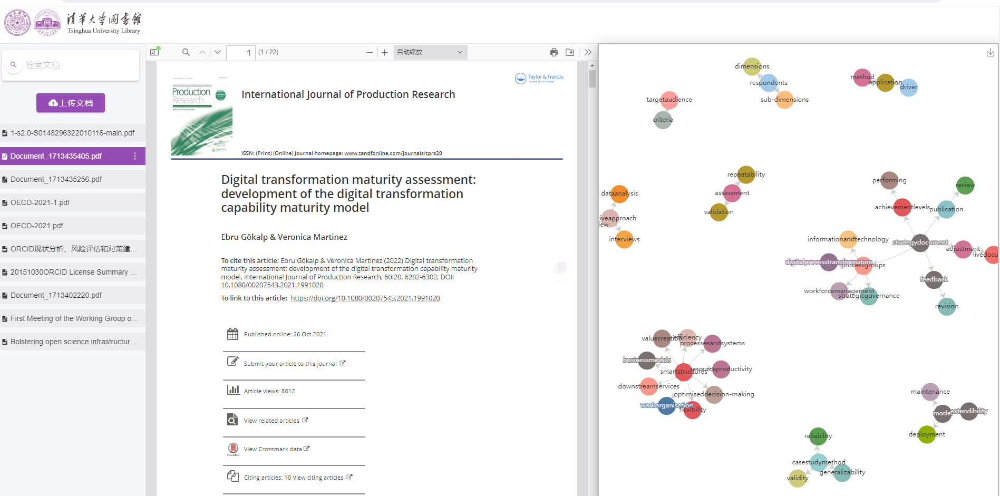 清华大学图书馆
Tsinghua University Library
检索文档
上传文档
1-s2.0-S0148296322010116-main.pdf
Document_1713435405.pdf
Document_1713435256.pdf
OECD-2021-1.pdf
OECD-2021.pdf
ORCID现状分析、风险评估和对策建...
20151030ORCID License Summary ...
Document_1713402220.pdf
First Meeting of the Working Group o...
Bolstering open science infrastructur...
1 (1 / 22)
自动缩放
Production
Research
Taylor & Francis
Taylor & Francis Group
International Journal of Production Research
ISSN: (Print) (Online) Journal homepage: www.tandfonline.com/journals/tprs20
Digital transformation maturity assessment:
development of the digital transformation
capability maturity model
Ebru Gökalp & Veronica Martinez
To cite this article: Ebru Gökalp & Veronica Martinez (2022) Digital transformation
maturity assessment: development of the digital transformation capability maturity
model, International Journal of Production Research, 60:20, 6282-6302, DOI:
10.1080/00207543.2021.1991020
To link to this article: https://doi.org/10.1080/00207543.2021.1991020
Published online: 26 Oct 2021.
Submit your article to this journal
Article views: 8812
View related articles
View Crossmark data
CrossMark
Citing articles: 10 View citing articles
dimensions
respondents
sub-dimensions
method
application
driver
targetaudience
criteria
repeatability
assessment
validation
dataanalysis
iveapproach
iew
interviews
performing
review
achievementlevels
publication
informationandtechnology
strategydocument
adjustment
livedocu
digitalprocesstransformation
processgroups
feedback
workforcemanagement
strategicgovernance
revision
valuecreation
efficiency
processesandsystems
businessmodels
smartstructures
resourceproductivity
downstreamservices
optimiseddecision-making
workorganisation
flexibility
maintenance
model
extendibility
deployment
reliability
casestudymethod
generalizability
validity